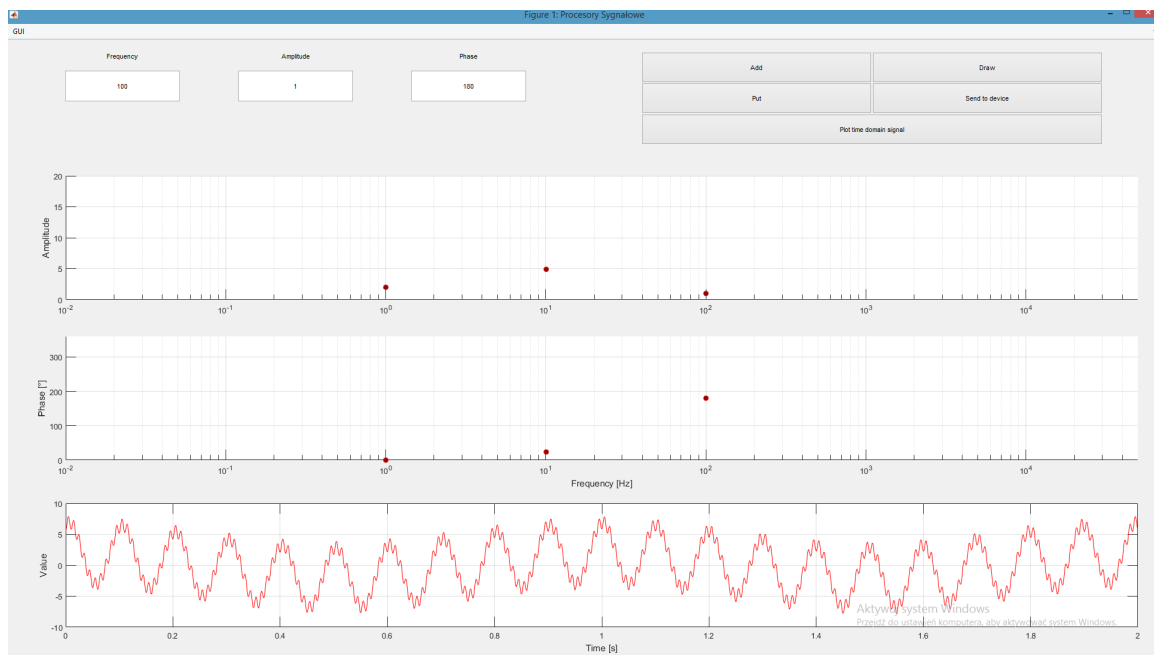 Figure 1: Procesory Sygnałowe
GUI
Frequency Amplitude Phase
100 1 180
Add Draw
Put Send to device
Plot time domain signal
20
15
10
5
0
Amplitude
10-2 10-1 100 101 102 103 104
300
200
100
0
Phase [°]
10-2 10-1 100 101 102 103 104
Frequency [Hz]
10
5
0
-5
-10
Value
0 0.2 0.4 0.6 0.8 1 1.2 1.4 1.6 1.8 2
Time [s]
Aktywuj system Windows
Przejdź do ustawień komputera, aby aktywować system Windows.